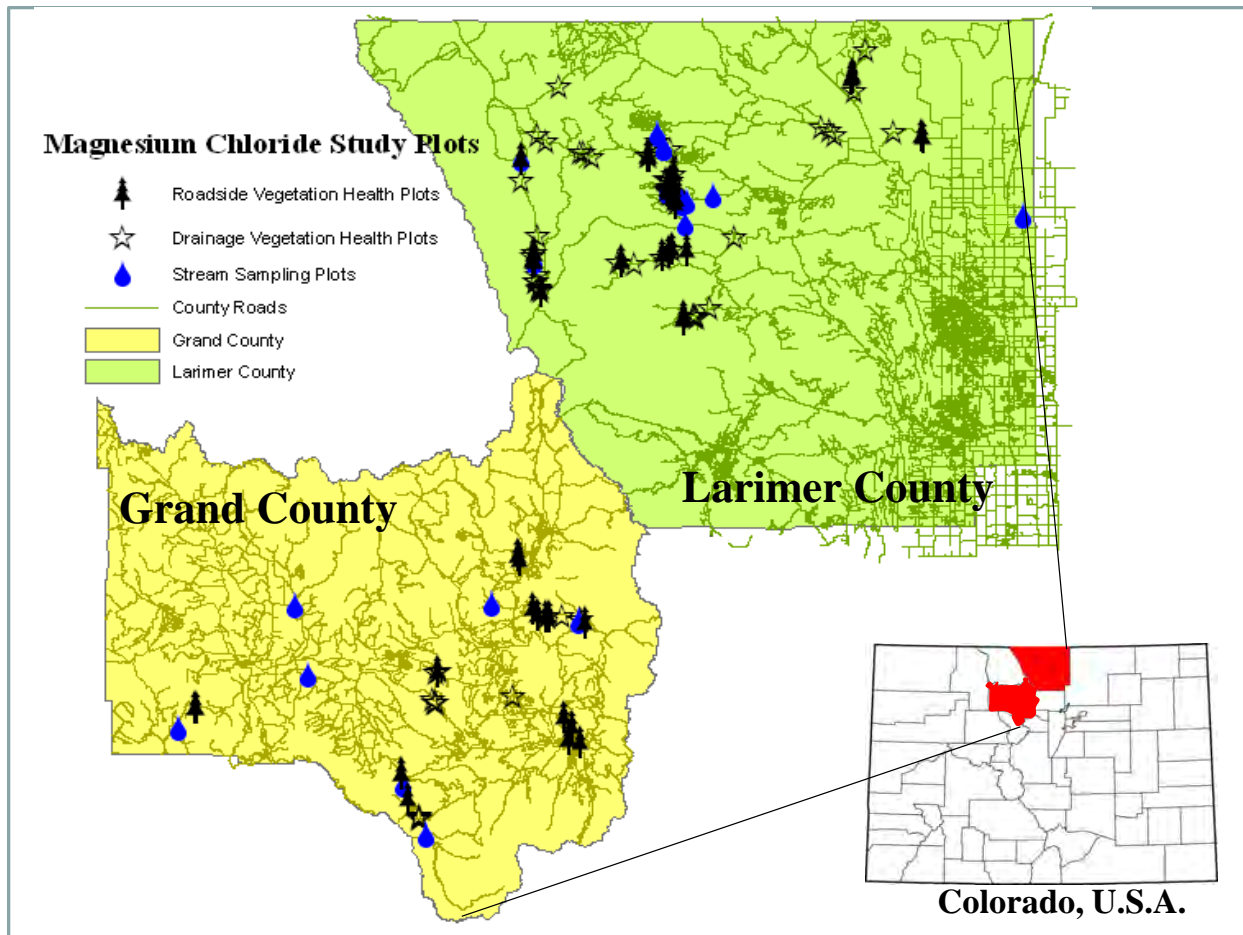 Magnesium Chloride Study Plots
Roadside Vegetation Health Plots
Drainage Vegetation Health Plots
Stream Sampling Plots
County Roads
Grand County
Larimer County
Grand County
Larimer County
Colorado, U.S.A.